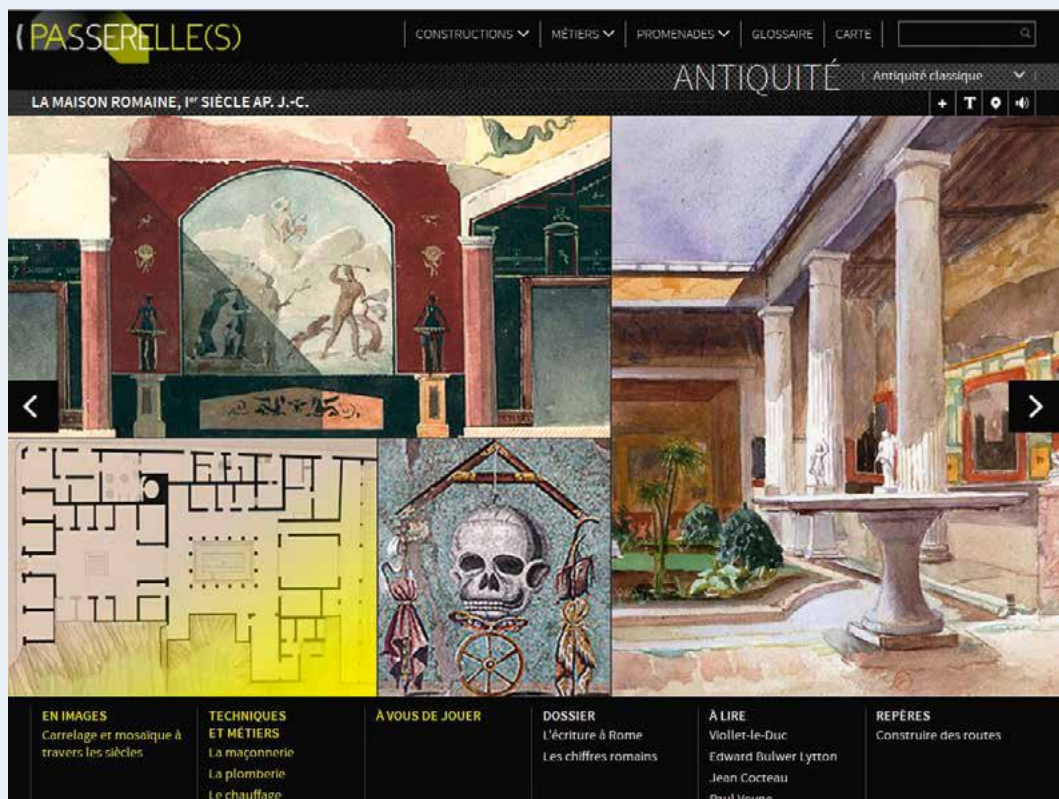 (PASSERELLE(S)
CONSTRUCTIONS MÉTIERS PROMENADES GLOSSAIRE CARTE
ANTIQUITÉ
Antiquité classique
LA MAISON ROMAINE, Ier SIÈCLE AP. J.-C.
+ T
EN IMAGES
Carrelage et mosaïque à
travers les siècles
TECHNIQUES
ET MÉTIERS
La maçonnerie
La plomberie
Le chauffage
À VOUS DE JOUER
DOSSIER
L'écriture à Rome
Les chiffres romains
À LIRE
Viollet-le-Duc
Edward Bulwer Lytton
Jean Cocteau
Paul Veyne
REPÈRES
Construire des routes